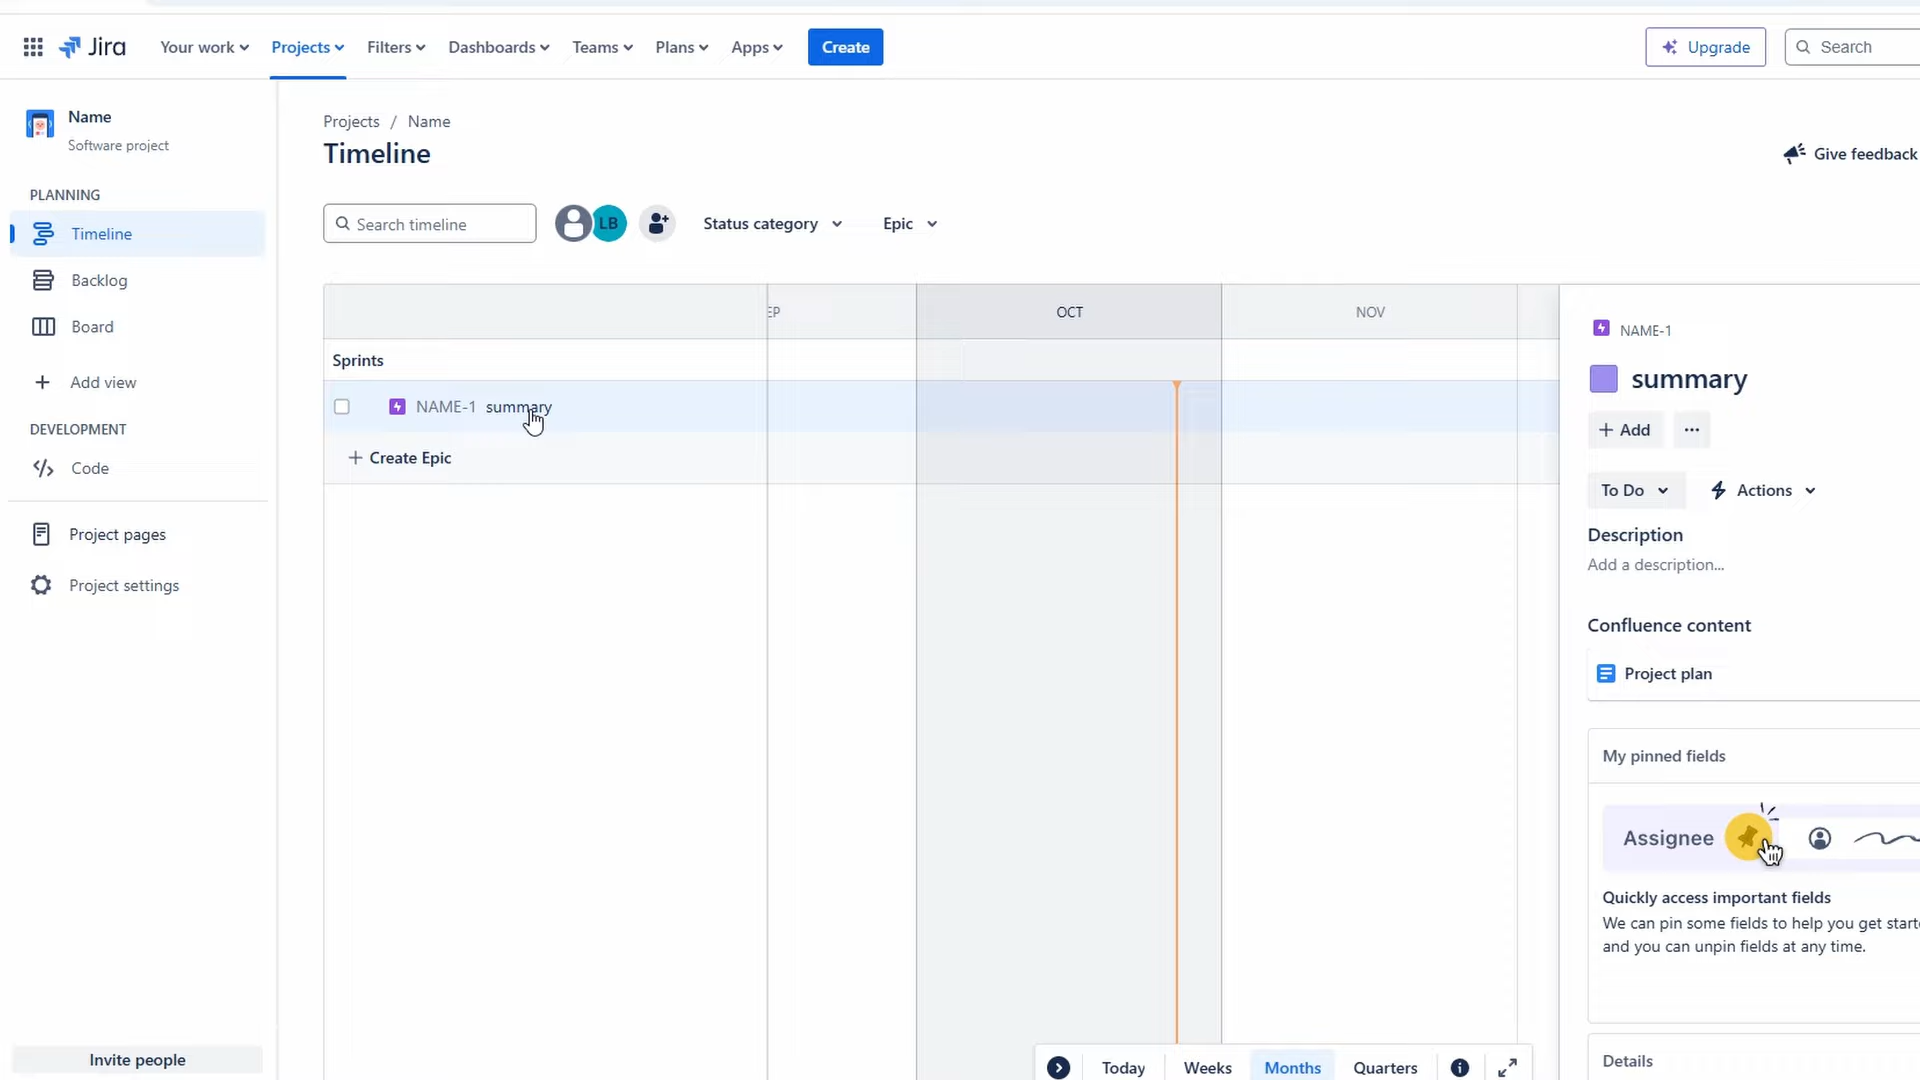 Jira
Your work
Projects
Filters
Dashboards
Teams
Plans
Apps
Create
Upgrade
Search
Name
Software project
PLANNING
Timeline
Backlog
Board
Add view
DEVELOPMENT
Code
Project pages
Project settings
Invite people
Projects / Name
Timeline
Give feedback
Search timeline
LB
Status category
Epic
EP
OCT
NOV
Sprints
NAME-1 summary
+ Create Epic
Today
Weeks
Months
Quarters
NAME-1
summary
+ Add
To Do
Actions
Description
Add a description...
Confluence content
Project plan
My pinned fields
Assignee
Quickly access important fields
We can pin some fields to help you get starte
and you can unpin fields at any time.
Details